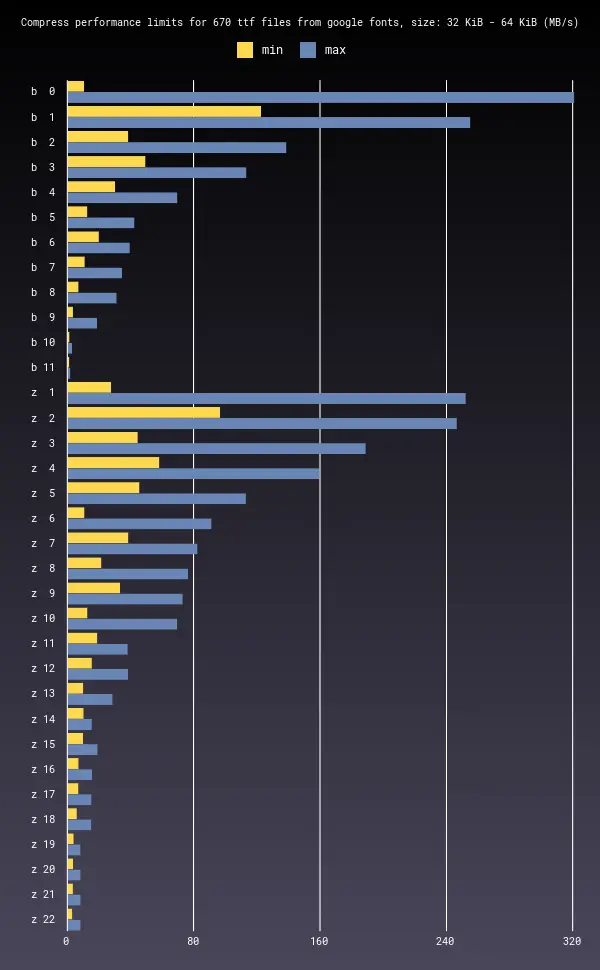 Compress performance limits for 670 ttf files from google fonts, size: 32 KiB - 64 KiB (MB/s)
min max
b 0
b 1
b 2
b 3
b 4
b 5
b 6
b 7
b 8
b 9
b 10
b 11
z 1
z 2
z 3
z 4
z 5
z 6
z 7
z 8
z 9
z 10
z 11
z 12
z 13
z 14
z 15
z 16
z 17
z 18
z 19
z 20
z 21
z 22
0 80 160 240 320